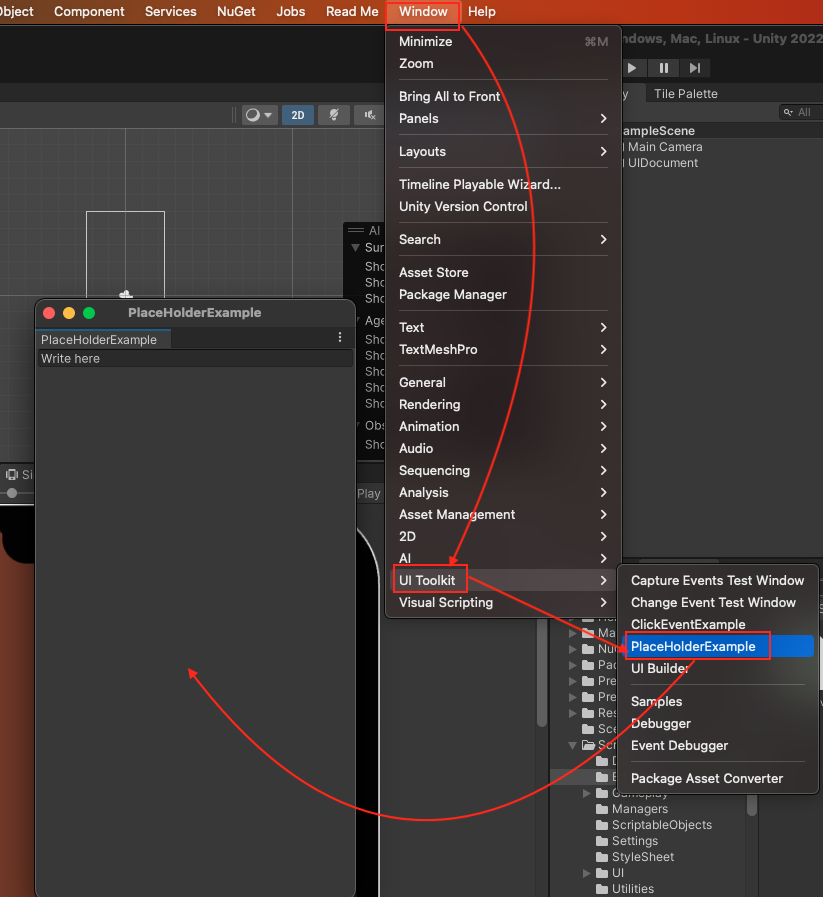 Object Component Services NuGet Jobs Read Me Window Help
Minimize ⌘M
Zoom
Bring All to Front
Panels
Layouts
Timeline Playable Wizard...
Unity Version Control
Search
Asset Store
Package Manager
Text
TextMeshPro
General
Rendering
Animation
Audio
Sequencing
Analysis
Asset Management
2D
AI
UI Toolkit
Visual Scripting
ndows, Mac, Linux - Unity 2022
y Tile Palette
All
ampleScene
Main Camera
UIDocument
2D
AI
Sur
Sho
Sho
Sho
Age
Sho
Sho
Sho
Sho
Sho
Obs
Sho
PlaceHolderExample
PlaceHolderExample
Write here
Si
Play
Capture Events Test Window
Change Event Test Window
ClickEventExample
PlaceHolderExample
UI Builder
Samples
Debugger
Event Debugger
Package Asset Converter
Ma
Nu
Pac
Pre
Pre
Res
Sce
Scr
Gameplay
Managers
ScriptableObjects
Settings
StyleSheet
UI
Utilities